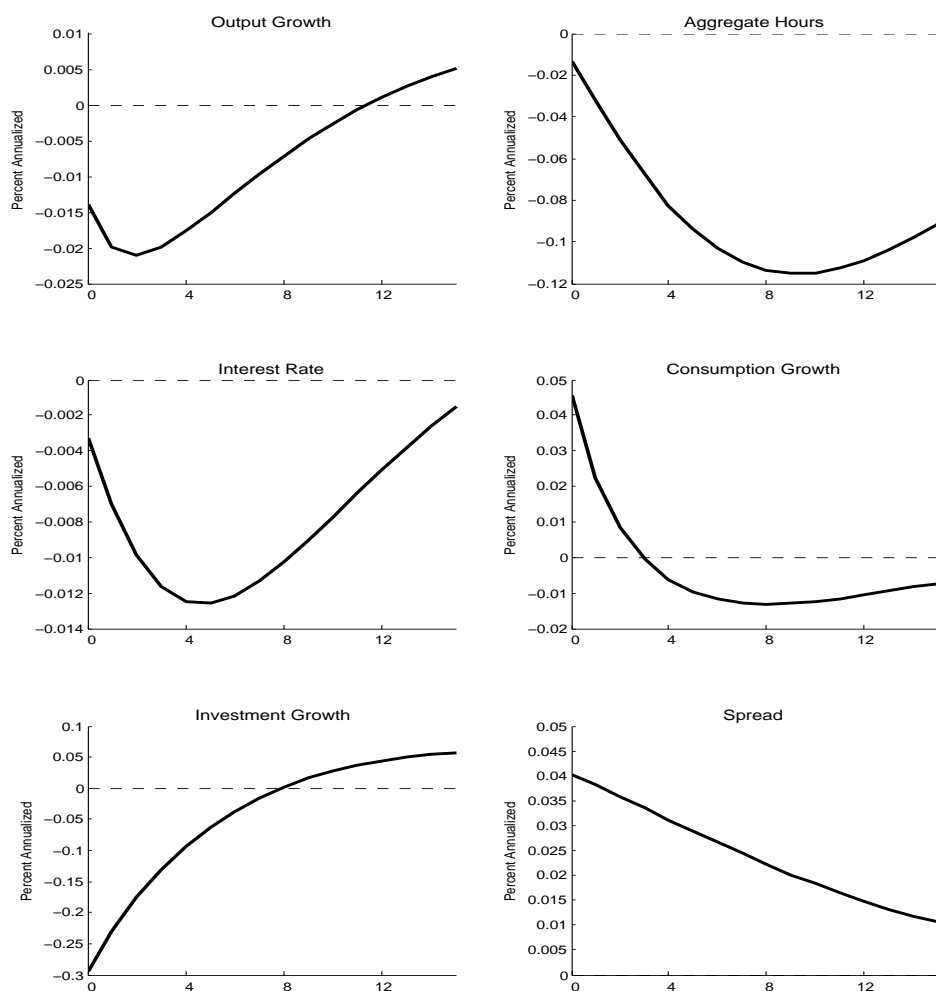 Output Growth
0.01
0.005
0
−0.005
−0.01
−0.015
−0.02
−0.025
0 4 8 12
Percent Annualized
Aggregate Hours
0
−0.02
−0.04
−0.06
−0.08
−0.1
−0.12
0 4 8 12
Percent Annualized
Interest Rate
0
−0.002
−0.004
−0.006
−0.008
−0.01
−0.012
−0.014
0 4 8 12
Percent Annualized
Consumption Growth
0.05
0.04
0.03
0.02
0.01
0
−0.01
−0.02
0 4 8 12
Percent Annualized
Investment Growth
0.1
0.05
0
−0.05
−0.1
−0.15
−0.2
−0.25
−0.3
0 4 8 12
Percent Annualized
Spread
0.05
0.045
0.04
0.035
0.03
0.025
0.02
0.015
0.01
0.005
0
0 4 8 12
Percent Annualized